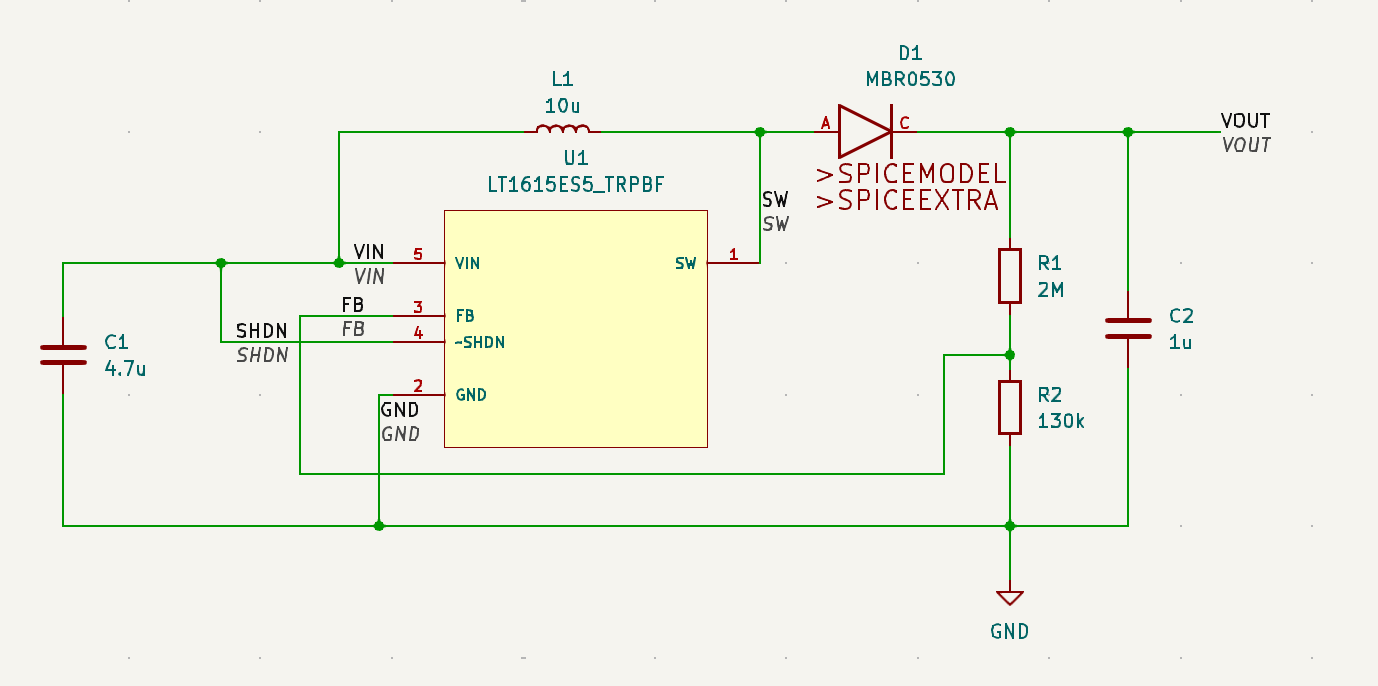 D1
MBR0530
L1
10u
A
C
VOUT
VOUT
U1
LT1615ES5_TRPBF
>SPICEMODEL
>SPICEEXTRA
SW
SW
VIN
VIN
5
VIN
SW
1
R1
2M
FB
FB
3
FB
SHDN
SHDN
4
~SHDN
C1
4.7u
C2
1u
2
GND
GND
GND
R2
130k
GND